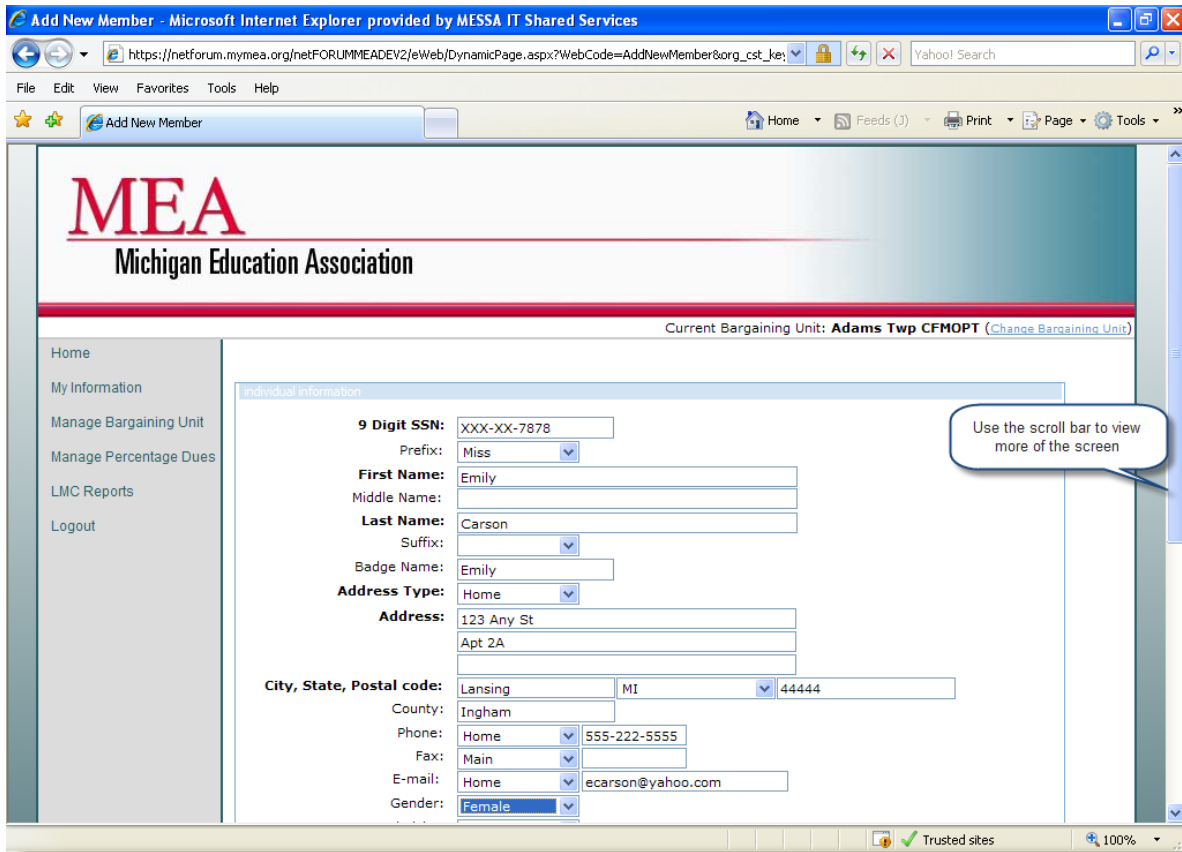 Add New Member - Microsoft Internet Explorer provided by MESSA IT Shared Services
https://netforum.mymea.org/netFORUMMEADEV2/eWeb/DynamicPage.aspx?WebCode=AddNewMember&org_cst_key
Yahoo! Search
File Edit View Favorites Tools Help
Add New Member
Home Feeds (J) Print Page Tools »
MEA
Michigan Education Association
Current Bargaining Unit: Adams Twp CFMOPT (Change Bargaining Unit)
Home
My Information
Manage Bargaining Unit
Manage Percentage Dues
LMC Reports
Logout
individual information
9 Digit SSN: XXX-XX-7878
Prefix: Miss
First Name: Emily
Middle Name:
Last Name: Carson
Suffix:
Badge Name: Emily
Address Type: Home
Address: 123 Any St
Apt 2A
City, State, Postal code: Lansing MI 44444
County: Ingham
Phone: Home 555-222-5555
Fax: Main
E-mail: Home ecarson@yahoo.com
Gender: Female
Use the scroll bar to view
more of the screen
Trusted sites 100%